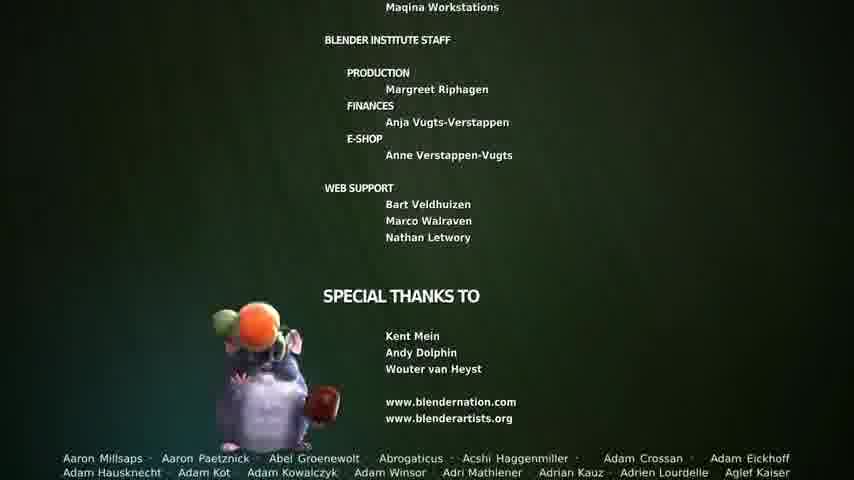 Maqina Workstations
BLENDER INSTITUTE STAFF
PRODUCTION
Margreet Riphagen
FINANCES
Anja Vugts-Verstappen
E-SHOP
Anne Verstappen-Vugts
WEB SUPPORT
Bart Veldhuizen
Marco Walraven
Nathan Letwory
SPECIAL THANKS TO
Kent Mein
Andy Dolphin
Wouter van Heyst
www.blendernation.com
www.blenderartists.org
Aaron Millsaps · Aaron Paetznick · Abel Groenewolt · Abrogaticus · Acshi Haggenmiller · Adam Crossan · Adam Eickhoff
Adam Hausknecht · Adam Kot · Adam Kowalczyk · Adam Winsor · Adri Mathlener · Adrian Kauz · Adrien Lourdelle · Aglef Kaiser